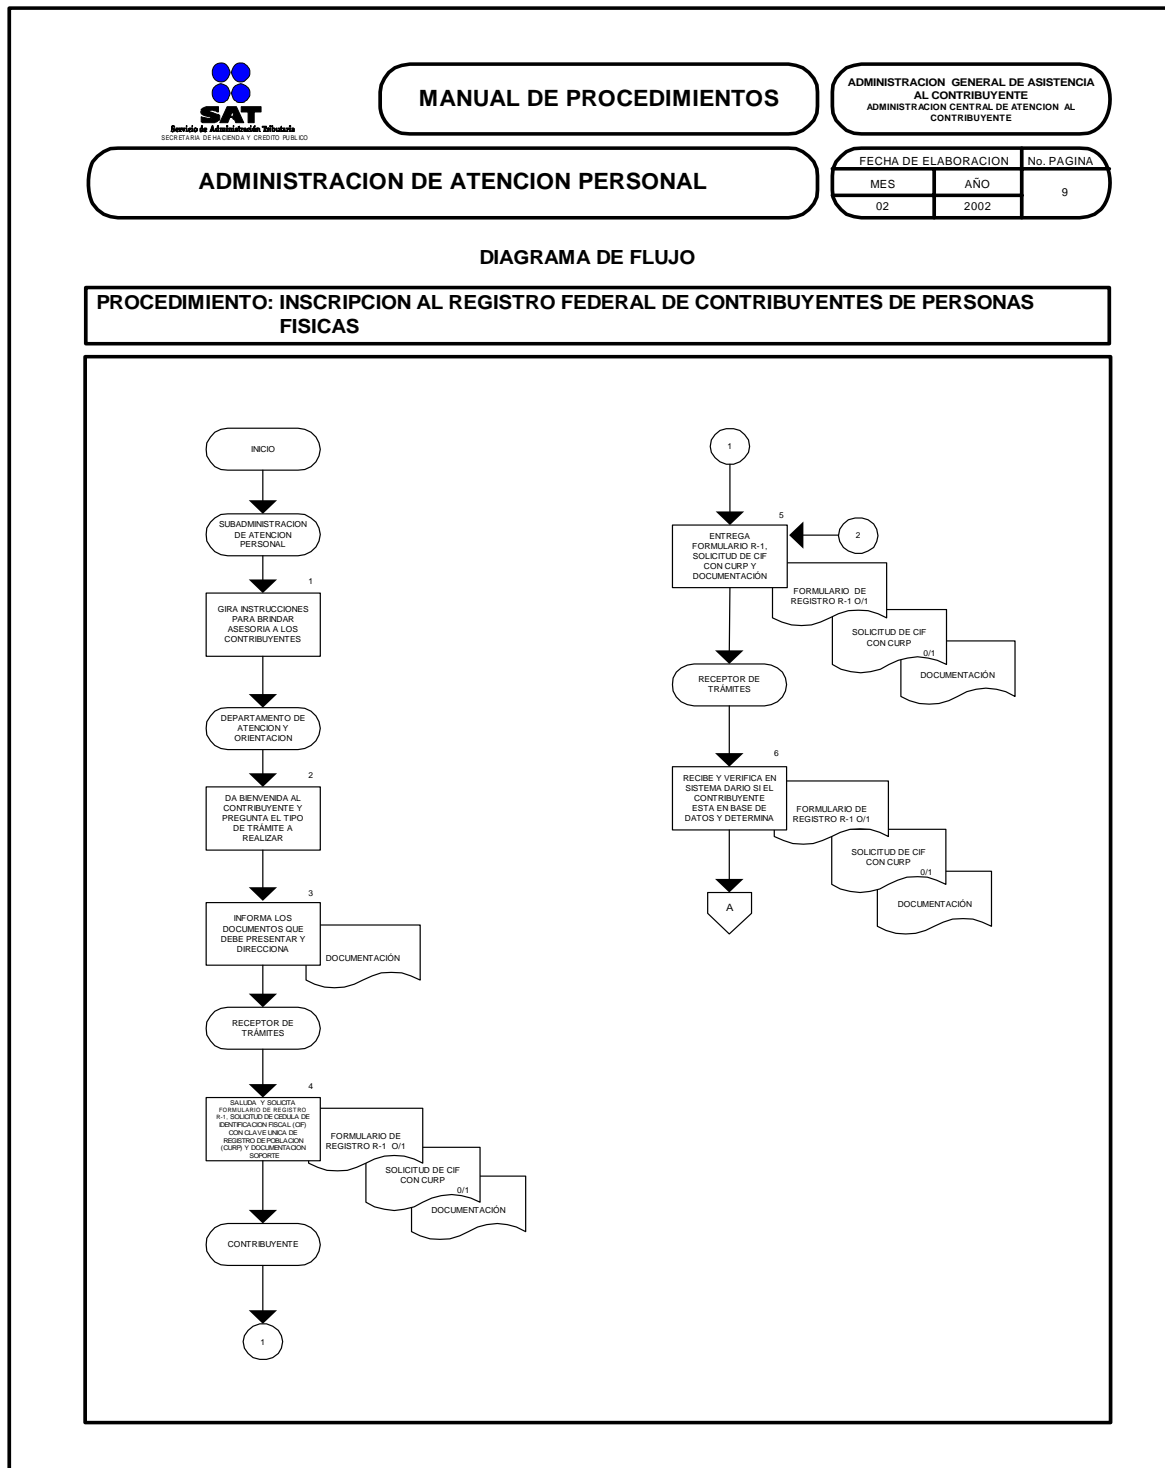 SAT
Servicio de Administración Tributaria
SECRETARIA DE HACIENDA Y CREDITO PUBLICO
MANUAL DE PROCEDIMIENTOS
ADMINISTRACION GENERAL DE ASISTENCIA
AL CONTRIBUYENTE
ADMINISTRACION CENTRAL DE ATENCION AL
CONTRIBUYENTE
ADMINISTRACION DE ATENCION PERSONAL
FECHA DE ELABORACION
No. PAGINA
MES
AÑO
9
02
2002
DIAGRAMA DE FLUJO
PROCEDIMIENTO: INSCRIPCION AL REGISTRO FEDERAL DE CONTRIBUYENTES DE PERSONAS
FISICAS
INICIO
SUBADMINISTRACION
DE ATENCION
PERSONAL
1
GIRA INSTRUCCIONES
PARA BRINDAR
ASESORIA A LOS
CONTRIBUYENTES
DEPARTAMENTO DE
ATENCION Y
ORIENTACION
2
DA BIENVENIDA AL
CONTRIBUYENTE Y
PREGUNTA EL TIPO
DE TRÁMITE A
REALIZAR
3
INFORMA LOS
DOCUMENTOS QUE
DEBE PRESENTAR Y
DIRECCIONA
DOCUMENTACIÓN
RECEPTOR DE
TRÁMITES
4
SALUDA Y SOLICITA
FORMULARIO DE REGISTRO
R-1, SOLICITUD DE CEDULA DE
IDENTIFICACION FISCAL (CIF)
CON CLAVE UNICA DE
REGISTRO DE POBLACION
(CURP) Y DOCUMENTACION
SOPORTE
FORMULARIO DE
REGISTRO R-1 O/1
SOLICITUD DE CIF
CON CURP
0/1
DOCUMENTACIÓN
CONTRIBUYENTE
1
1
5
ENTREGA
FORMULARIO R-1,
SOLICITUD DE CIF
CON CURP Y
DOCUMENTACIÓN
2
FORMULARIO DE
REGISTRO R-1 O/1
SOLICITUD DE CIF
CON CURP
0/1
DOCUMENTACIÓN
RECEPTOR DE
TRÁMITES
6
RECIBE Y VERIFICA EN
SISTEMA DARIO SI EL
CONTRIBUYENTE
ESTA EN BASE DE
DATOS Y DETERMINA
FORMULARIO DE
REGISTRO R-1 O/1
SOLICITUD DE CIF
CON CURP
0/1
DOCUMENTACIÓN
A